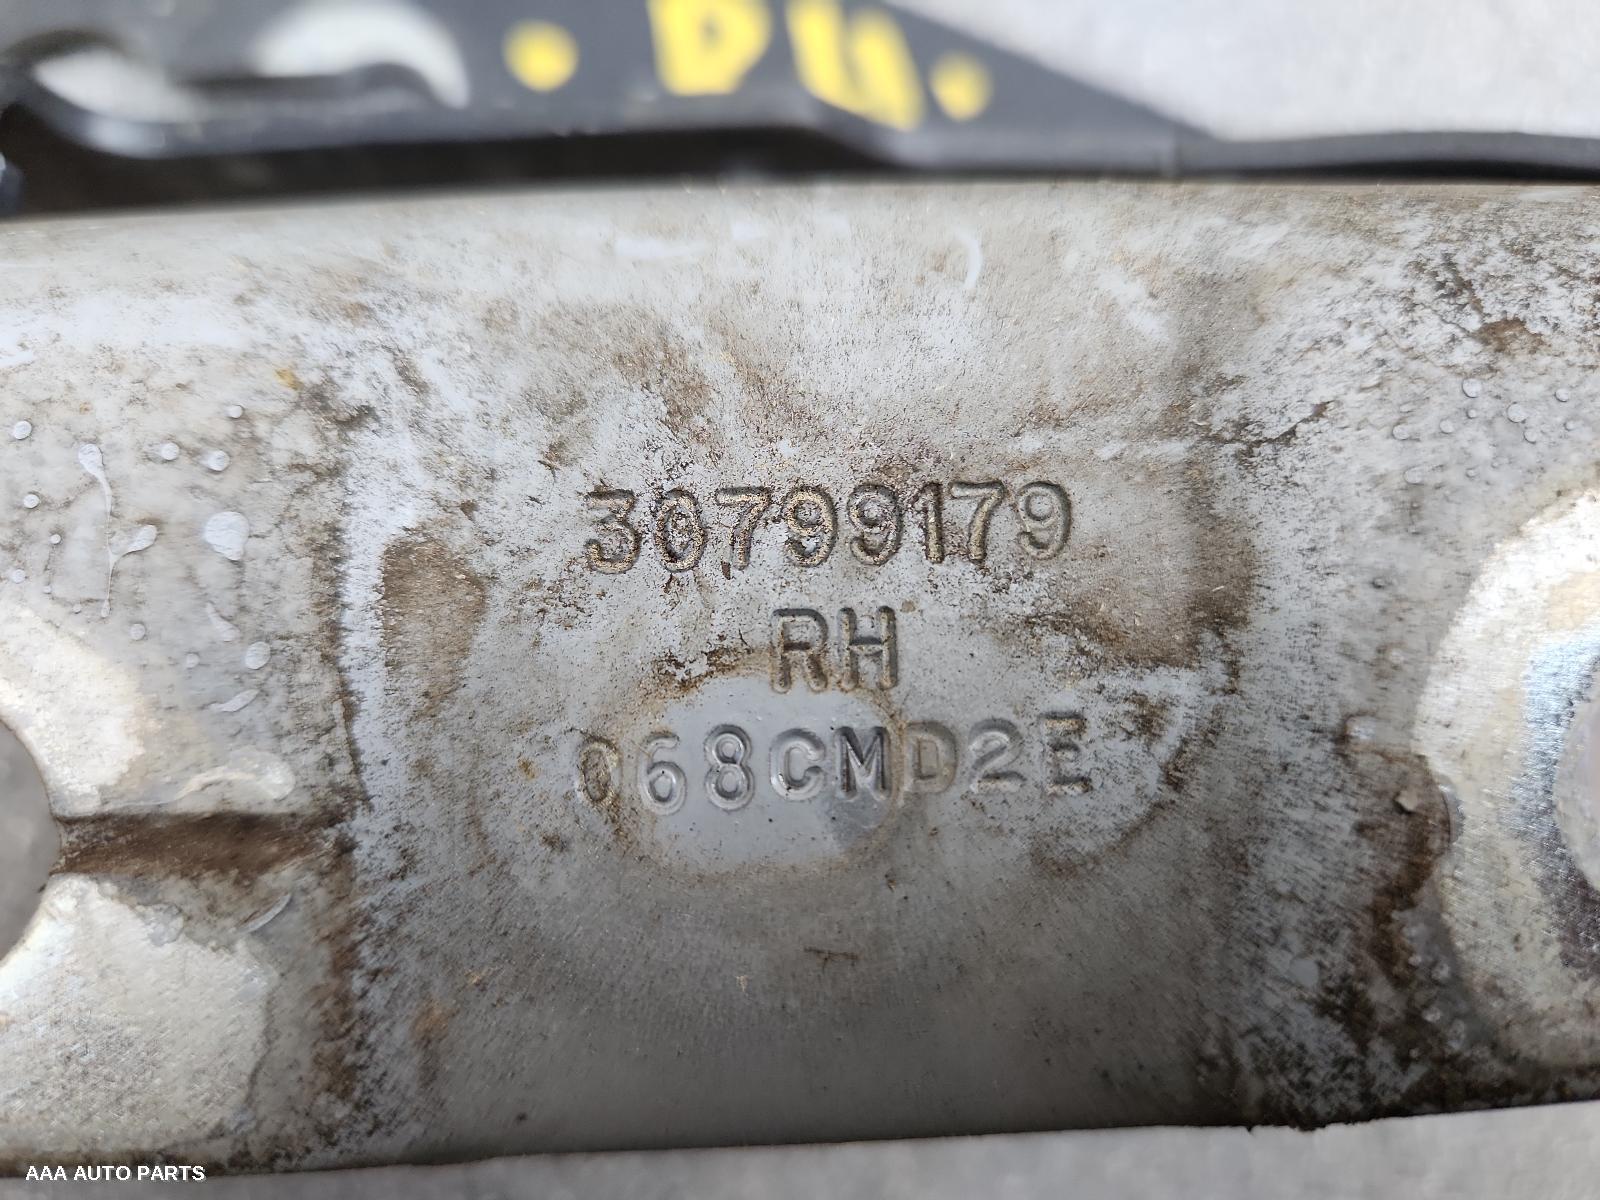 30799179
RH
068CMD2E
AAA AUTO PARTS